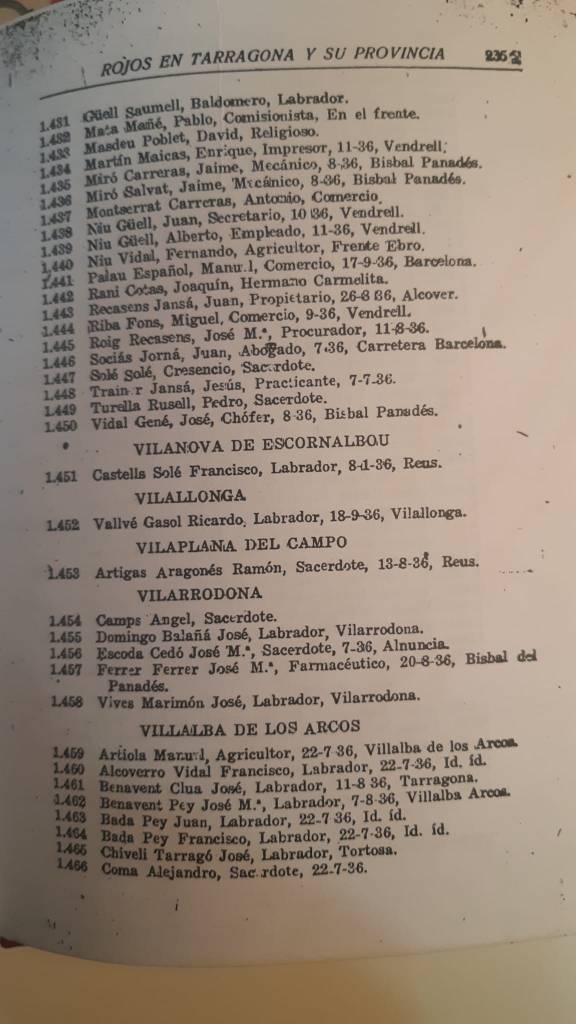 ROJOS EN TARRAGONA Y SU PROVINCIA 235
1.431 Güell Saumell, Baldomero, Labrador.
1.432 Mata Mañé, Pablo, Comisionista, En el frente.
1.433 Masdeu Poblet, David, Religioso.
1.434 Martín Maicas, Enrique, Impresor, 11-36, Vendrell.
1.435 Miró Carreras, Jaime, Mecánico, 8-36, Bisbal Panadés.
1.436 Miró Salvat, Jaime, Mecánico, 8-36, Bisbal Panadés.
1.437 Montserrat Carreras, Antonio, Comercio.
1.438 Niu Güell, Juan, Secretario, 10 36, Vendrell.
1.439 Niu Güell, Alberto, Empleado, 11-36, Vendrell.
1.440 Niu Vidal, Fernando, Agricultor, Frente Ebro.
1.441 Palau Español, Manu.l, Comercio, 17-9-36, Barcelona.
1.442 Rani Cotas, Joaquín, Hermano Carmelita.
1.443 Recasens Jansá, Juan, Propietario, 26-8 36, Alcover.
1.444 Riba Fons, Miguel, Comercio, 9-36, Vendrell.
1.445 Roig Recasens, José M.ª, Procurador, 11-8-36.
1.446 Sociás Jorná, Juan, Abogado, 7-36, Carretera Barcelona.
1.447 Solé Solé, Cresencio, Sacerdote.
1.448 Train r Jansá, Jesús, Practicante, 7-7-36.
1.449 Turella Rusell, Pedro, Sacerdote.
1.450 Vidal Gené, José, Chófer, 8 36, Bisbal Panadés.
VILANOVA DE ESCORNALBOU
1.451 Castells Solé Francisco, Labrador, 8-1-36, Reus.
VILALLONGA
1.452 Vallvé Gasol Ricardo, Labrador, 18-9-36, Vilallonga.
VILAPLANA DEL CAMPO
1.453 Artigas Aragonés Ramón, Sacerdote, 13-8-36, Reus.
VILARRODONA
1.454 Camps Angel, Sacerdote.
1.455 Domingo Balañá José, Labrador, Vilarrodona.
1.456 Escoda Cedó José M.ª, Sacerdote, 7-36, Alnuncia.
1.457 Ferrer Ferrer José M.ª, Farmacéutico, 20-8-36, Bisbal del
Panadés.
1.458 Vives Marimón José, Labrador, Vilarrodona.
VILLALBA DE LOS ARCOS
1.459 Artiola Manu.l, Agricultor, 22-7 36, Villalba de los Arcos.
1.460 Alcoverro Vidal Francisco, Labrador, 22-7-36, Id. íd.
1.461 Benavent Clua José, Labrador, 11-8 36, Tarragona.
1.462 Benavent Pey José M.ª, Labrador, 7-8-36, Villalba Arcos.
1.463 Bada Pey Juan, Labrador, 22-7 36, Id. íd.
1.464 Bada Pey Francisco, Labrador, 22-7-36, Id. íd.
1.465 Chiveli Tarragó José, Labrador, Tortosa.
1.466 Coma Alejandro, Sac.rdote, 22-7-36.